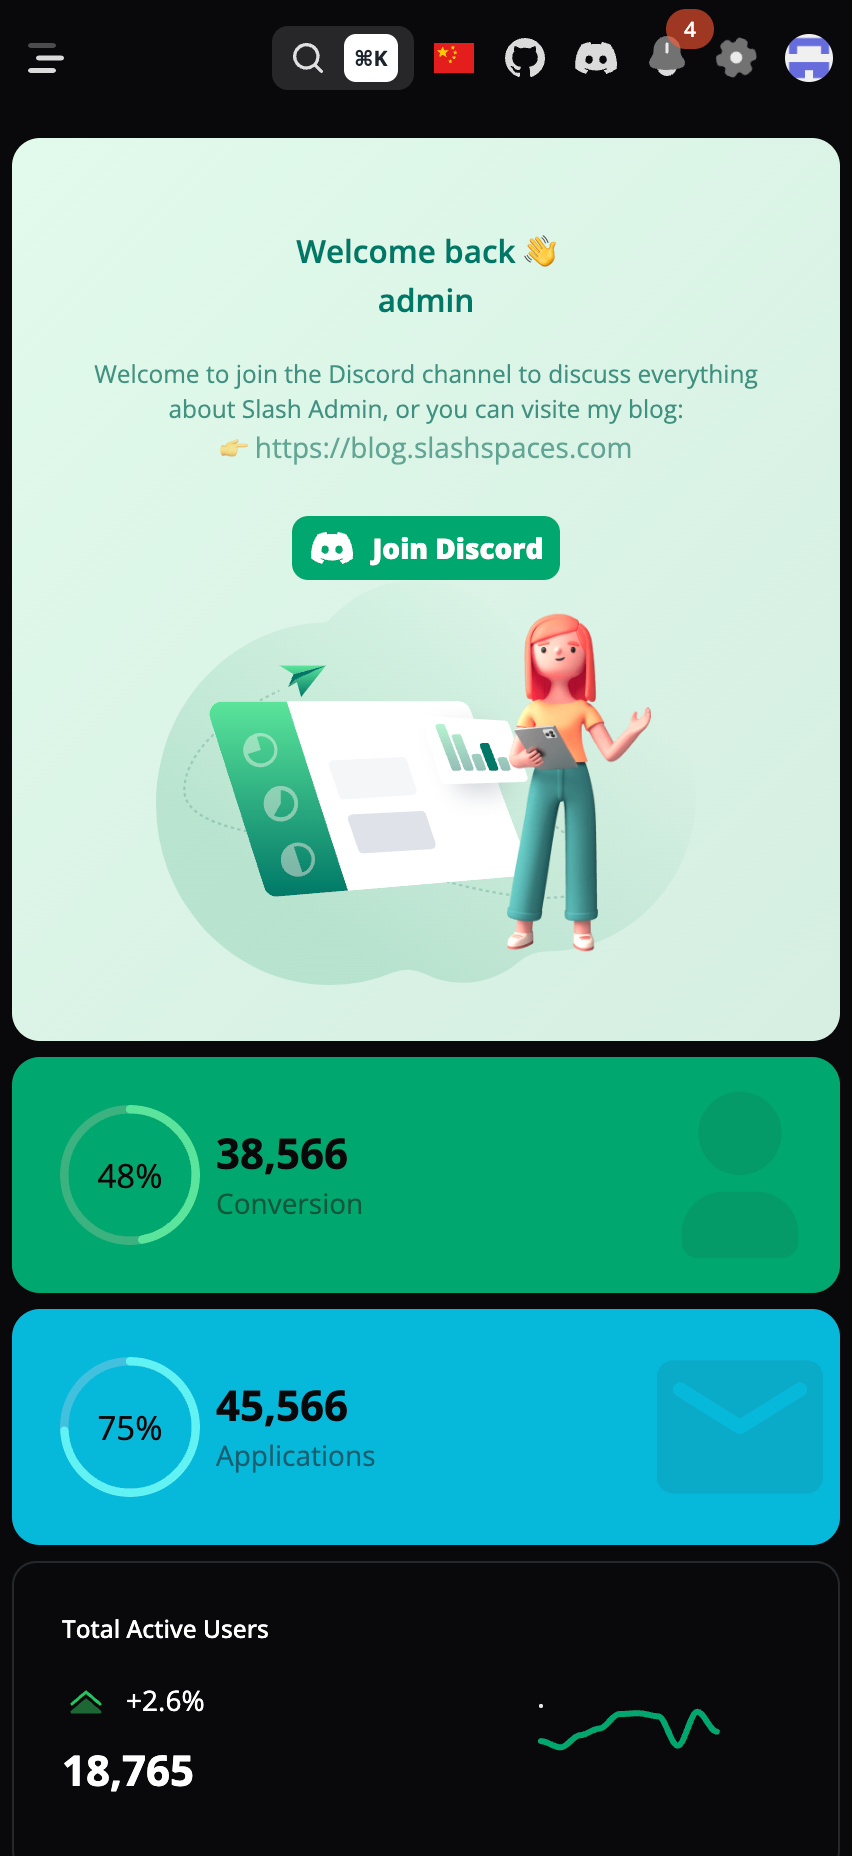 ⌘K
4
Welcome back 👋
admin
Welcome to join the Discord channel to discuss everything
about Slash Admin, or you can visite my blog:
👉 https://blog.slashspaces.com
Join Discord
48%
38,566
Conversion
75%
45,566
Applications
Total Active Users
+2.6%
18,765